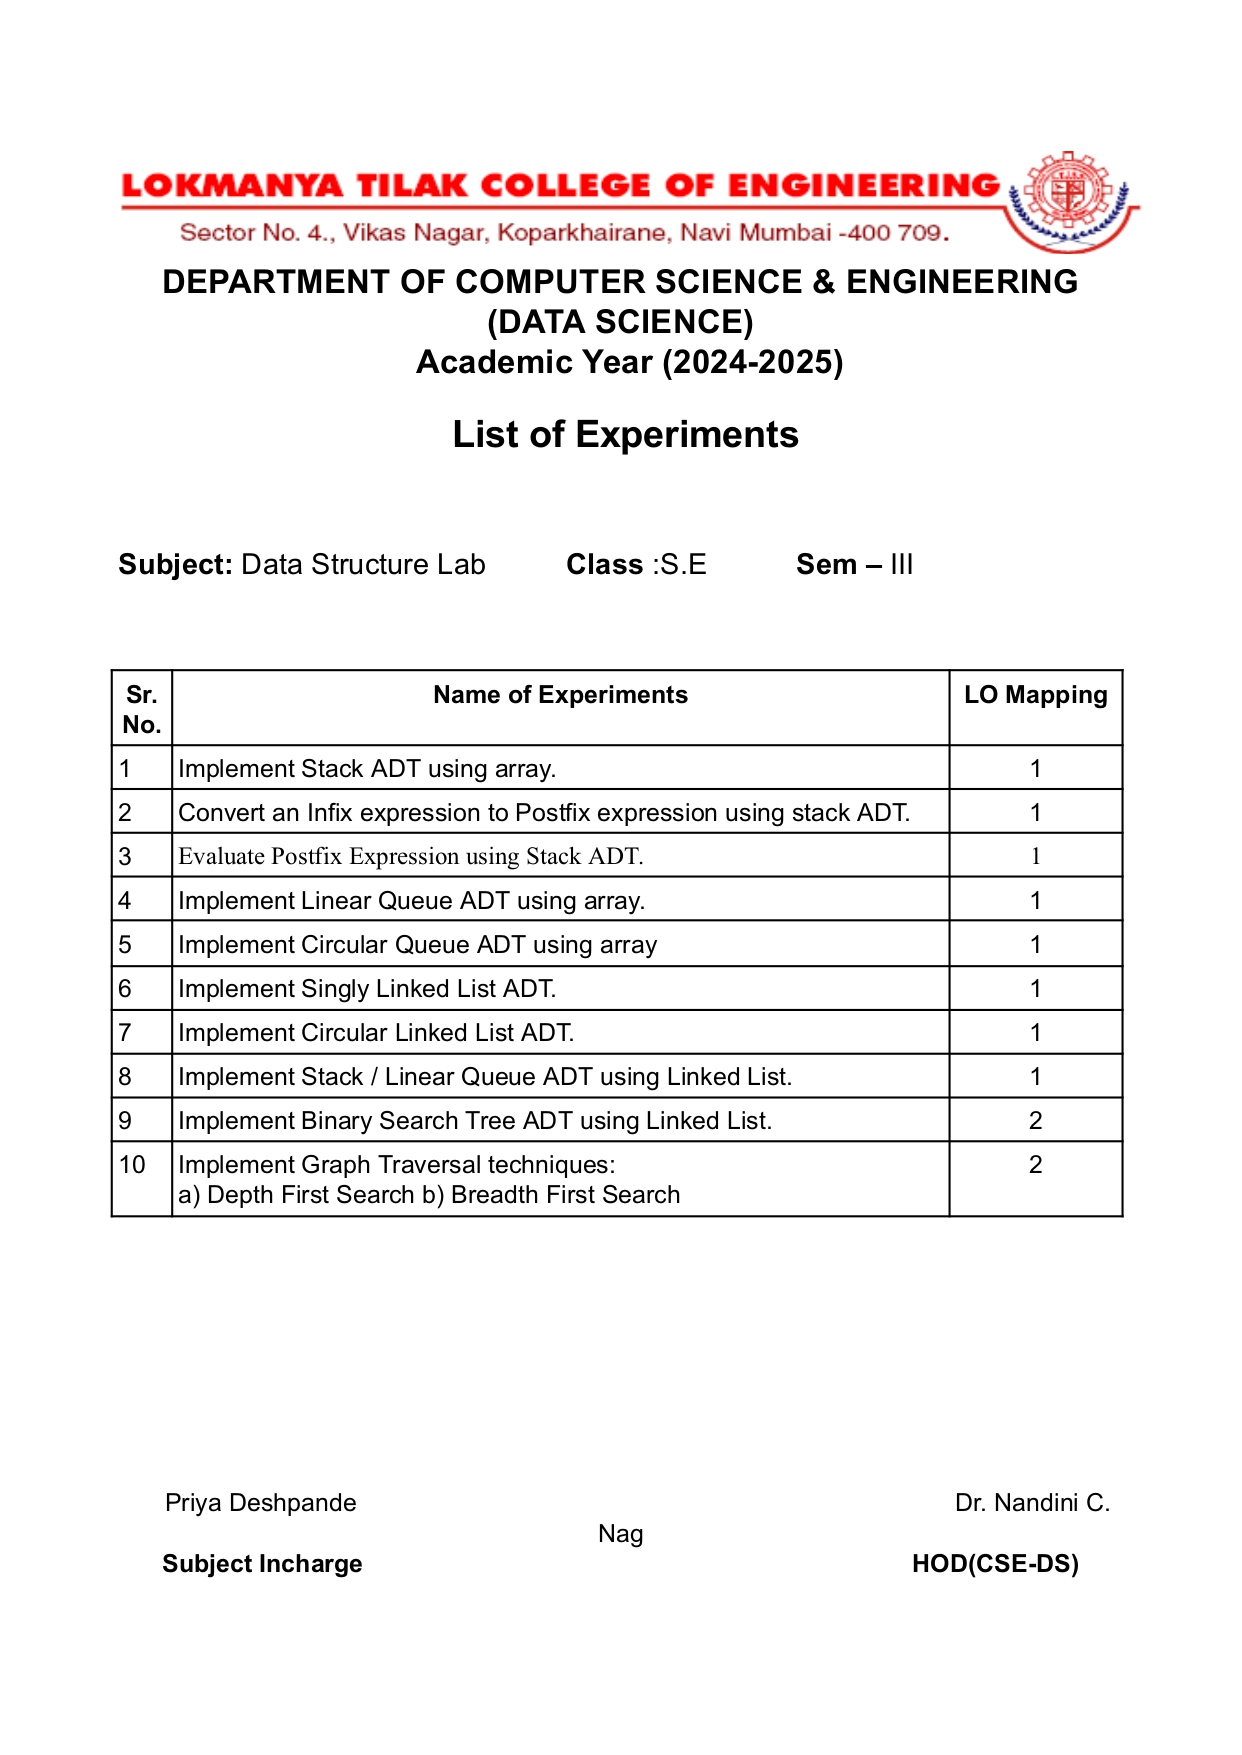 LOKMANYA TILAK COLLEGE OF ENGINEERING
Sector No. 4., Vikas Nagar, Koparkhairane, Navi Mumbai -400 709.
DEPARTMENT OF COMPUTER SCIENCE & ENGINEERING
(DATA SCIENCE)
Academic Year (2024-2025)
List of Experiments
Subject: Data Structure Lab Class :S.E Sem – III
Sr. No. Name of Experiments LO Mapping
1 Implement Stack ADT using array. 1
2 Convert an Infix expression to Postfix expression using stack ADT. 1
3 Evaluate Postfix Expression using Stack ADT. 1
4 Implement Linear Queue ADT using array. 1
5 Implement Circular Queue ADT using array 1
6 Implement Singly Linked List ADT. 1
7 Implement Circular Linked List ADT. 1
8 Implement Stack / Linear Queue ADT using Linked List. 1
9 Implement Binary Search Tree ADT using Linked List. 2
10 Implement Graph Traversal techniques: 2
a) Depth First Search b) Breadth First Search
Priya Deshpande Dr. Nandini C.
Nag
Subject Incharge HOD(CSE-DS)